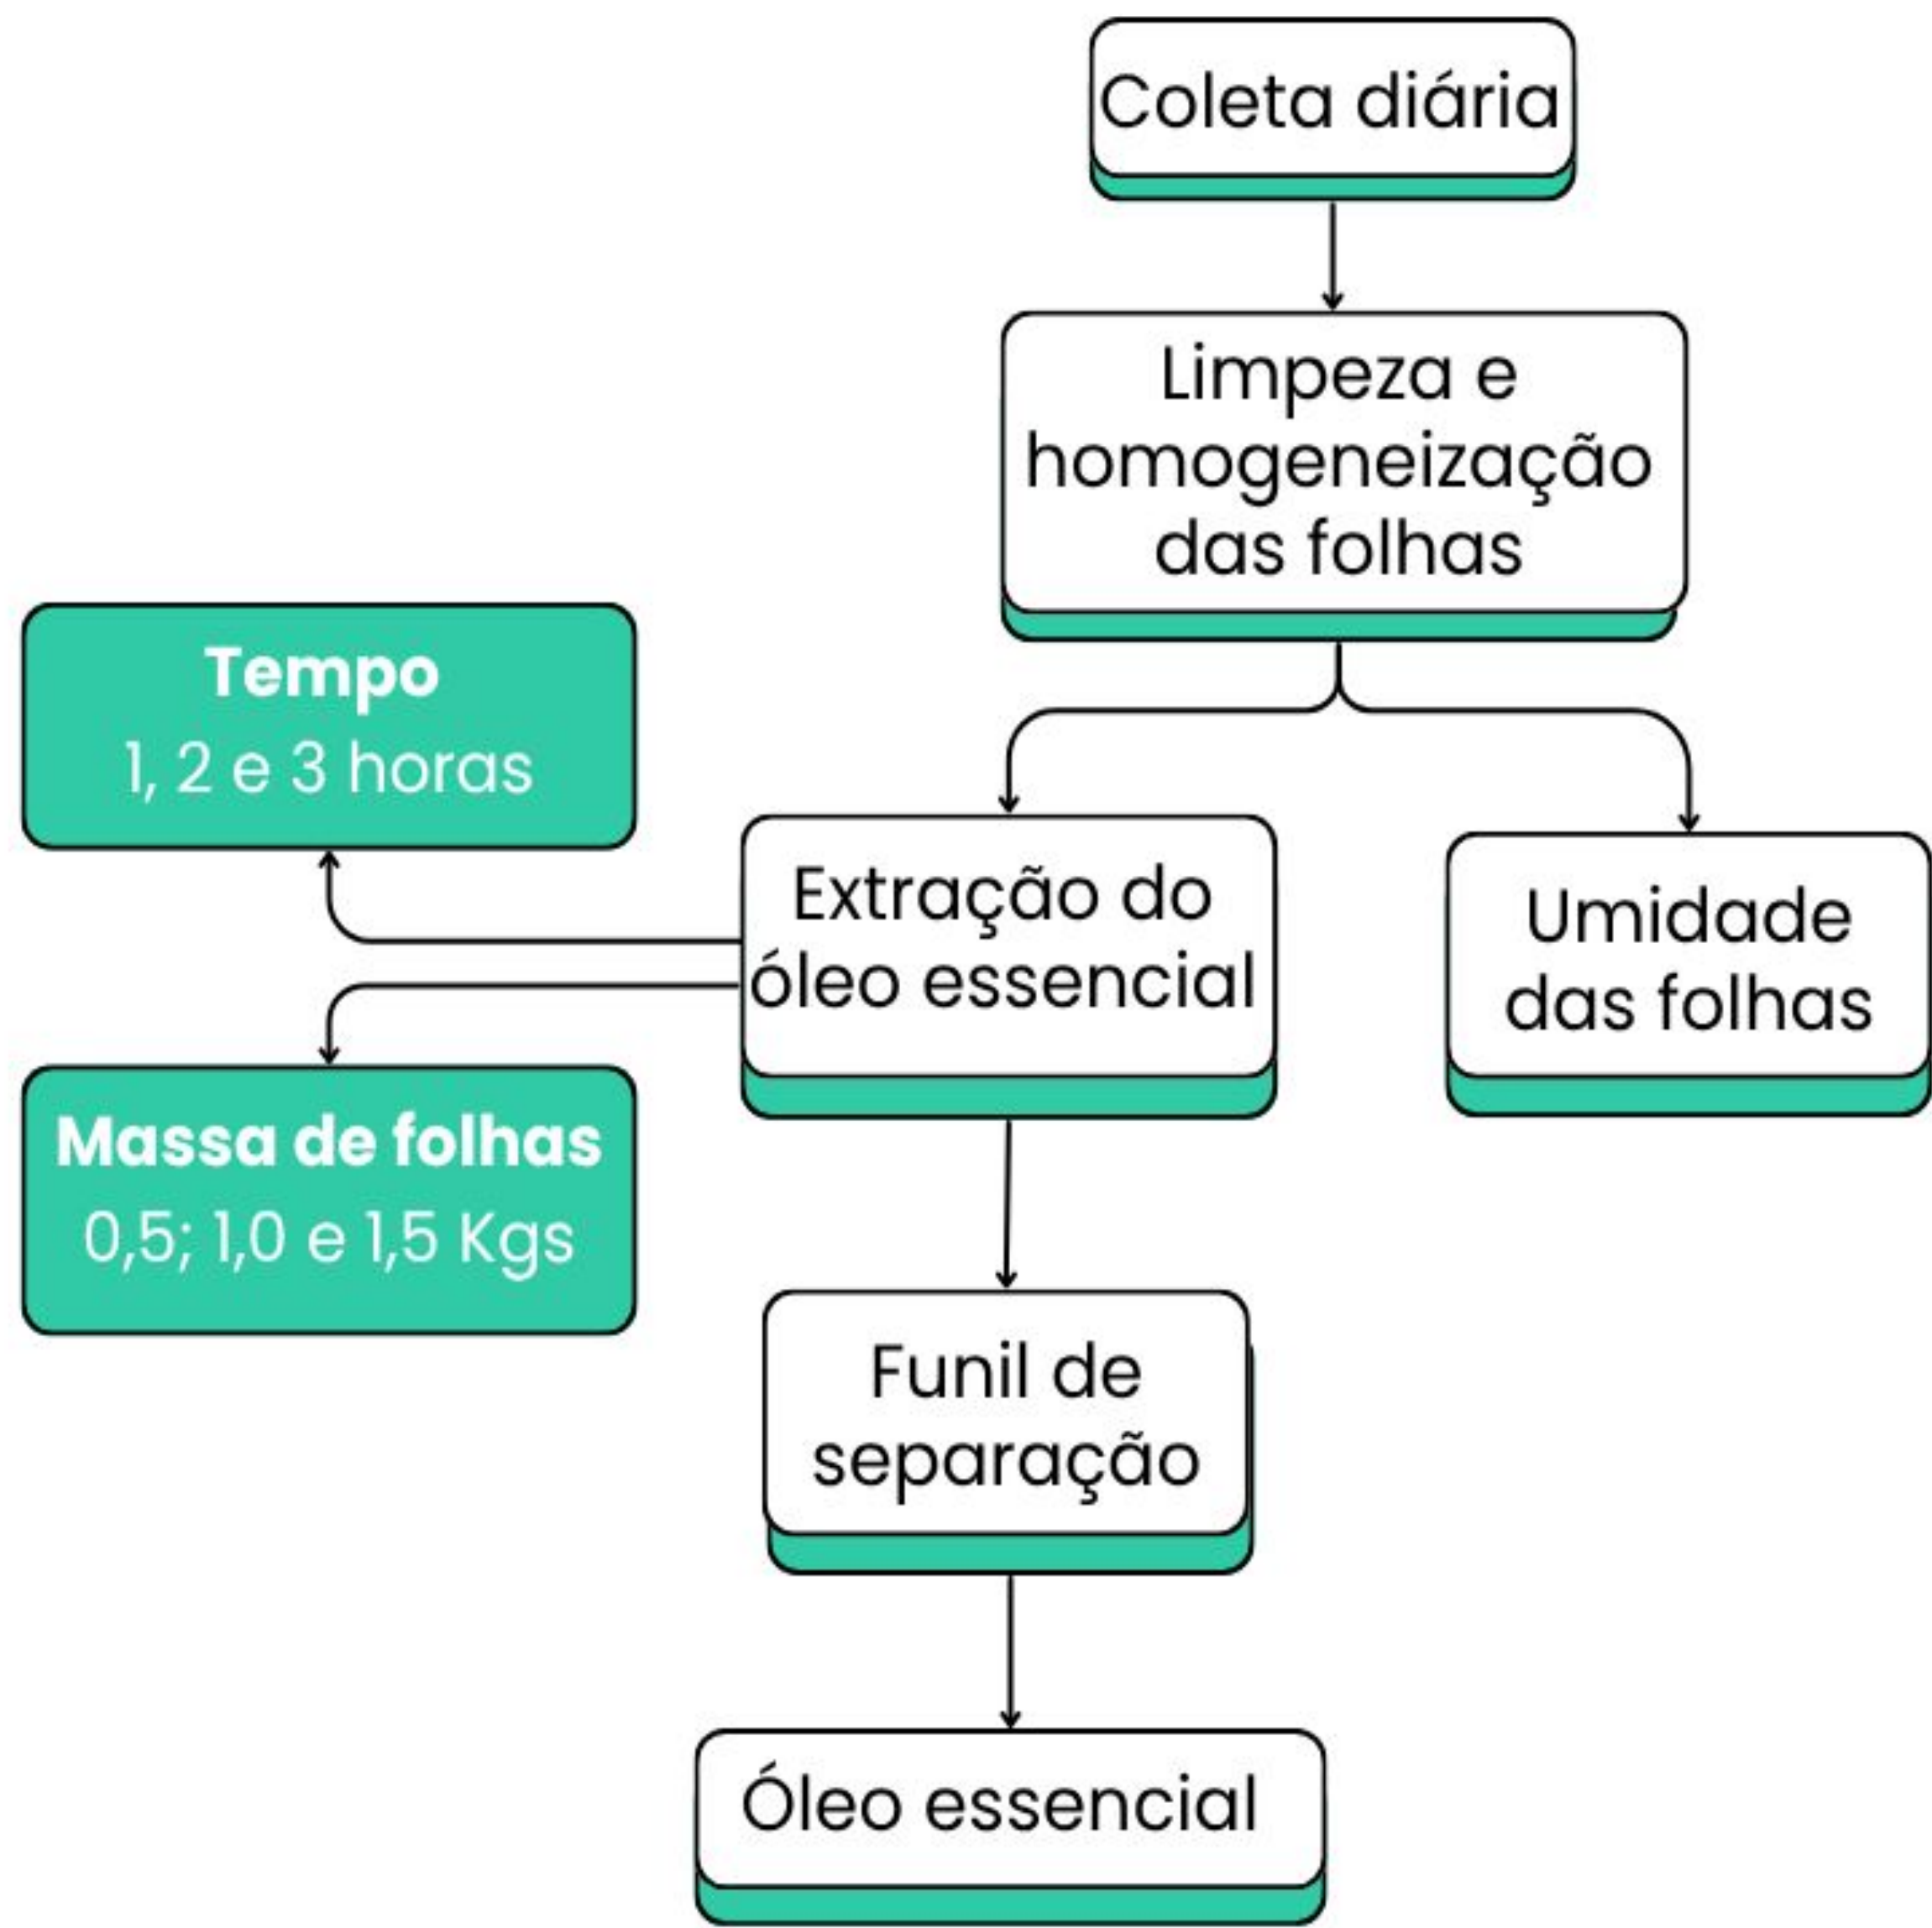 Coleta diária
Limpeza e
homogeneização
das folhas
Tempo
1, 2 e 3 horas
Extração do
óleo essencial
Umidade
das folhas
Massa de folhas
0,5; 1,0 e 1,5 Kgs
Funil de
separação
Óleo essencial